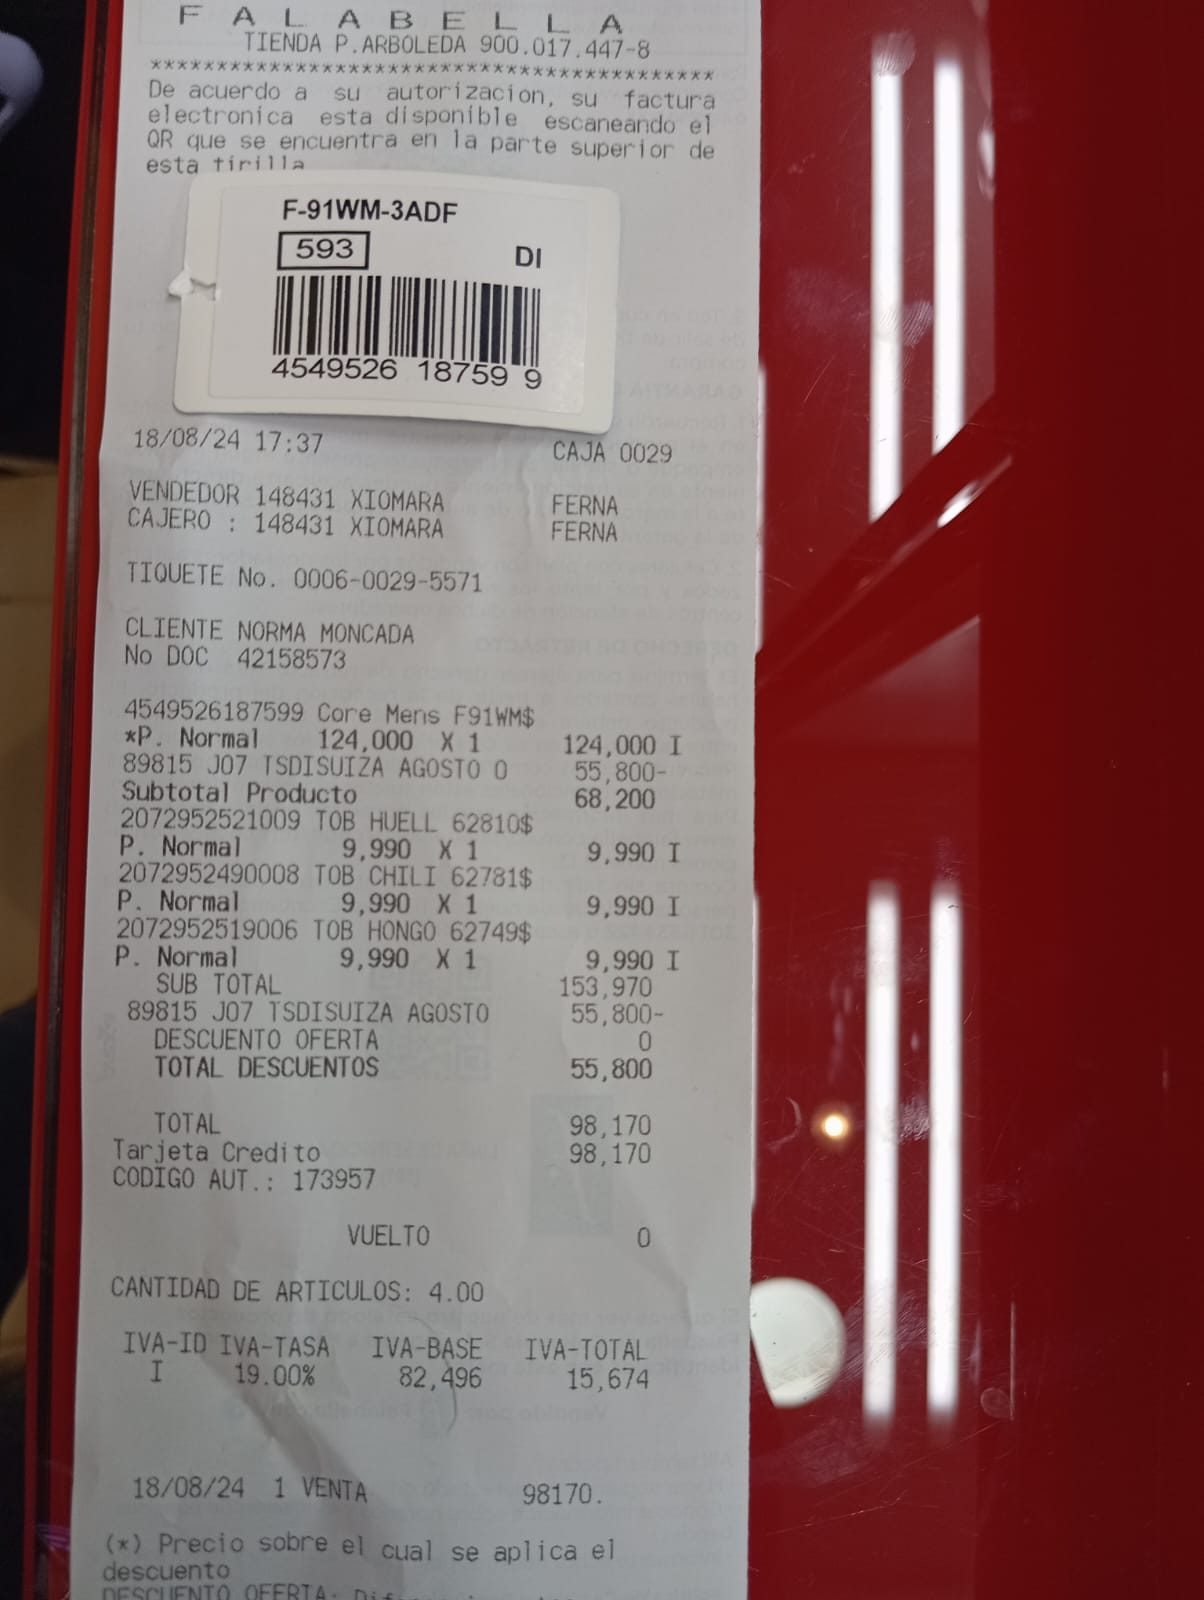 F A L A B E L L A
TIENDA P.ARBOLEDA 900.017.447-8
*******************************************
De acuerdo a su autorizacion, su factura
electronica esta disponible escaneando el
QR que se encuentra en la parte superior de
esta tirilla
F-91WM-3ADF
593 DI
4549526 18759 9
18/08/24 17:37 CAJA 0029
VENDEDOR 148431 XIOMARA FERNA
CAJERO : 148431 XIOMARA FERNA
TIQUETE No. 0006-0029-5571
CLIENTE NORMA MONCADA
No DOC 42158573
4549526187599 Core Mens F91WM$
*P. Normal 124,000 X 1 124,000 I
89815 J07 TSDISUIZA AGOSTO 0 55,800-
Subtotal Producto 68,200
2072952521009 TOB HUELL 62810$
P. Normal 9,990 X 1 9,990 I
2072952490008 TOB CHILI 62781$
P. Normal 9,990 X 1 9,990 I
2072952519006 TOB HONGO 62749$
P. Normal 9,990 X 1 9,990 I
SUB TOTAL 153,970
89815 J07 TSDISUIZA AGOSTO 55,800-
DESCUENTO OFERTA 0
TOTAL DESCUENTOS 55,800
TOTAL 98,170
Tarjeta Credito 98,170
CODIGO AUT.: 173957
VUELTO 0
CANTIDAD DE ARTICULOS: 4.00
IVA-ID IVA-TASA IVA-BASE IVA-TOTAL
I 19.00% 82,496 15,674
18/08/24 1 VENTA 98170.
(*) Precio sobre el cual se aplica el
descuento
DESCUENTO OFERTA: